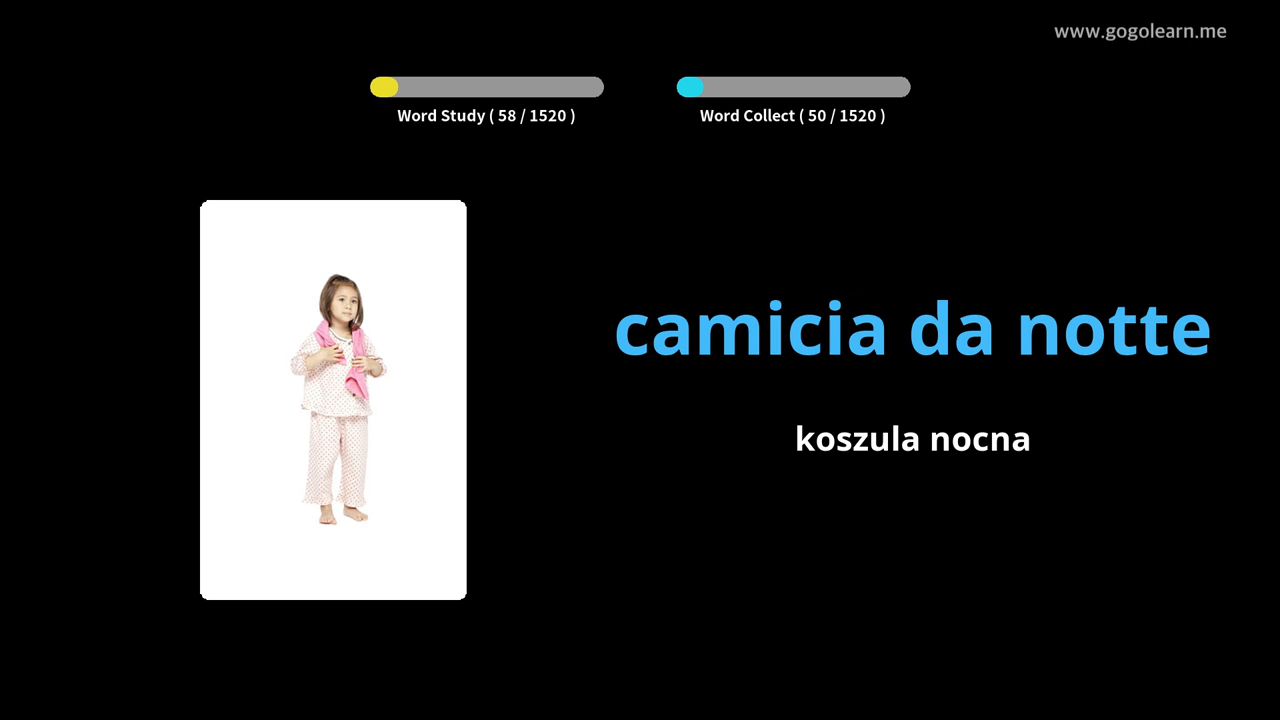 www.gogolearn.me
Word Study ( 58 / 1520 )
Word Collect ( 50 / 1520 )
camicia da notte
koszula nocna